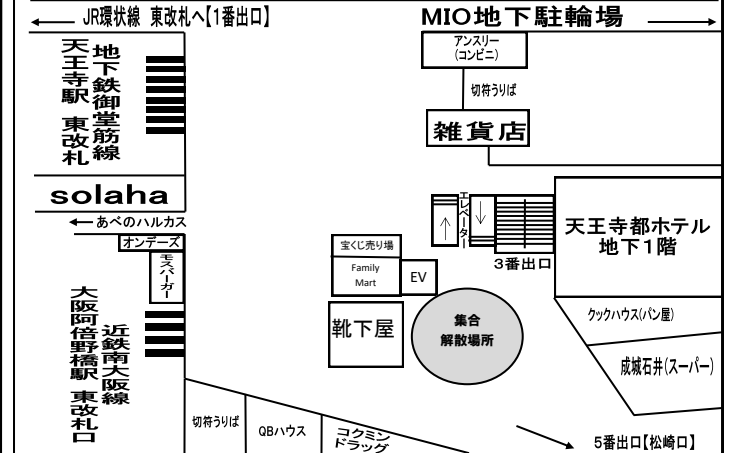 JR環状線 東改札へ【1番出口】
MIO地下駐輪場
アンスリー
(コンビニ)
地下鉄御堂筋線
天王寺駅 東改札
切符うりば
雑貨店
solaha
あべのハルカス
オンデーズ
モスバーガー
エレベーター
3番出口
天王寺都ホテル
地下1階
宝くじ売り場
Family
Mart
EV
靴下屋
集合
解散場所
クックハウス(パン屋)
成城石井(スーパー)
近鉄南大阪線
大阪阿倍野橋駅 東改札口
切符うりば
QBハウス
コクミン
ドラッグ
5番出口【松崎口】